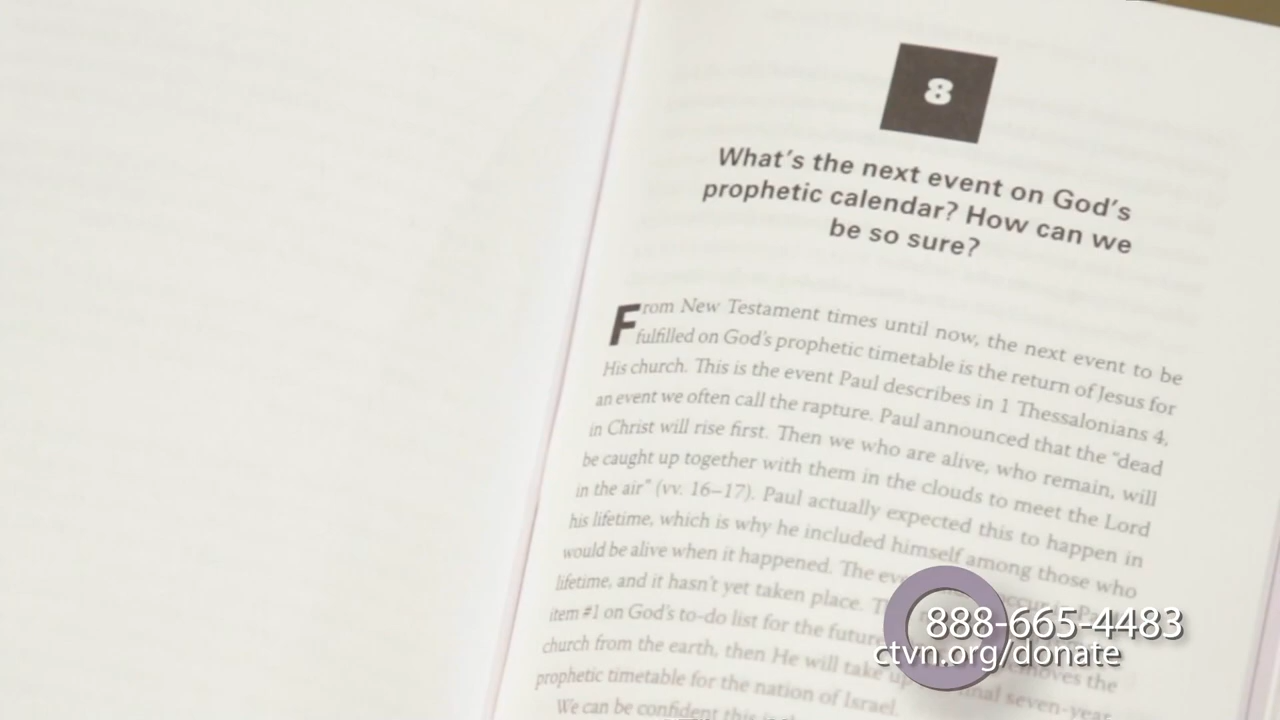 8
What's the next event on God's
prophetic calendar? How can we
be so sure?
From New Testament times until now, the next event to be
fulfilled on God's prophetic timetable is the return of Jesus for
His church. This is the event Paul describes in 1 Thessalonians 4,
an event we often call the rapture. Paul announced that the "dead
in Christ will rise first. Then we who are alive, who remain, will
be caught up together with them in the clouds to meet the Lord
in the air" (vv. 16–17). Paul actually expected this to happen in
his lifetime, which is why he included himself among those who
would be alive when it happened. The
lifetime, and it hasn't yet taken place.
item #1 on God's to-do list for the future
church from the earth, then He will take seven-year
prophetic timetable for the nation of Israel.
We can be confident this
888-665-4483
ctvn.org/donate